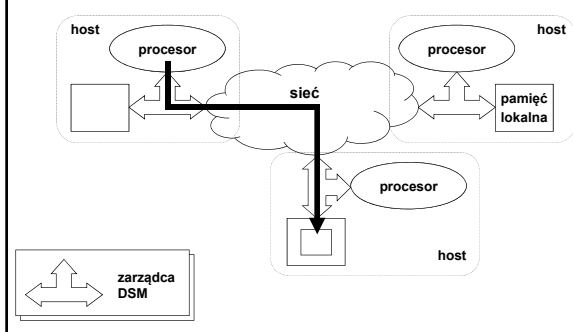 host
procesor
sieć
procesor
host
pamięć
lokalna
procesor
host
zarządca
DSM